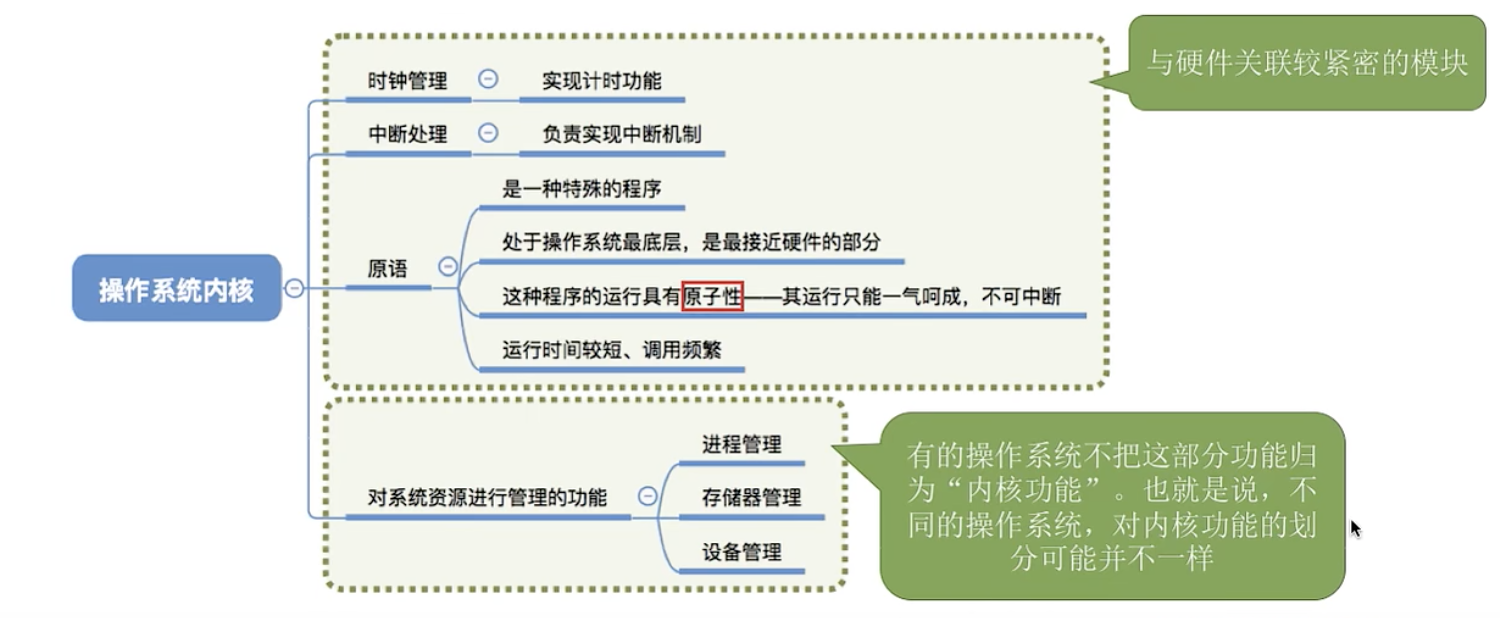 与硬件关联较紧密的模块
时钟管理
实现计时功能
中断处理
负责实现中断机制
是一种特殊的程序
处于操作系统最底层，是最接近硬件的部分
原语
操作系统内核
这种程序的运行具有原子性——其运行只能一气呵成，不可中断
运行时间较短、调用频繁
进程管理
对系统资源进行管理的功能
存储器管理
设备管理
有的操作系统不把这部分功能归
为“内核功能”。也就是说，不
同的操作系统，对内核功能的划
分可能并不一样